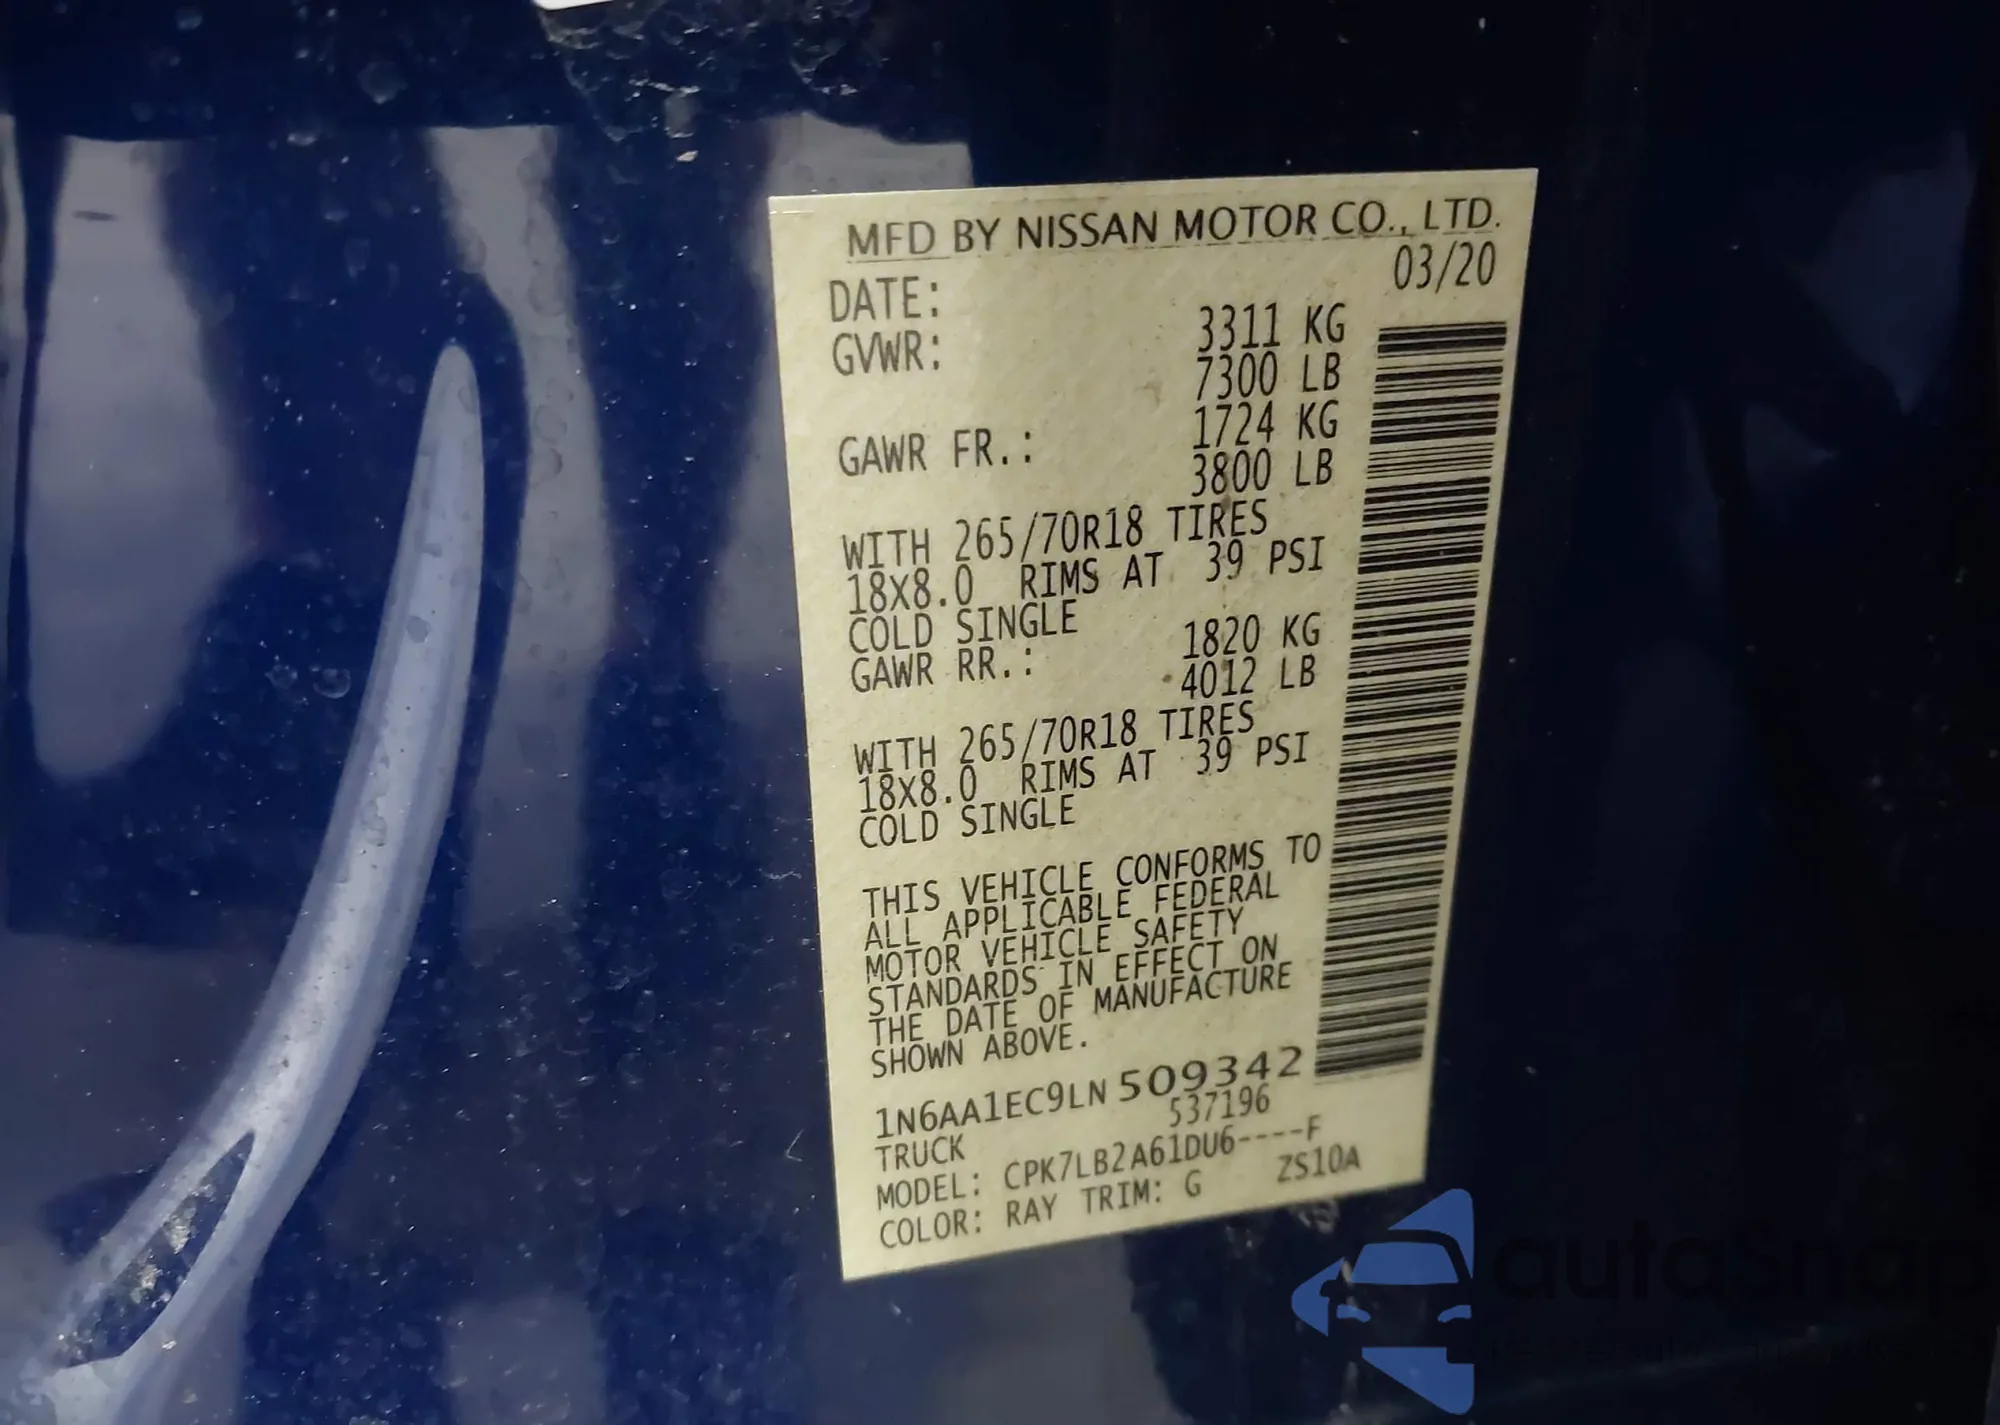 MFD BY NISSAN MOTOR CO., LTD.
DATE: 03/20
GVWR: 3311 KG
7300 LB
GAWR FR.: 1724 KG
3800 LB
WITH 265/70R18 TIRES
18X8.0 RIMS AT 39 PSI
COLD SINGLE
GAWR RR.: 1820 KG
4012 LB
WITH 265/70R18 TIRES
18X8.0 RIMS AT 39 PSI
COLD SINGLE
THIS VEHICLE CONFORMS TO
ALL APPLICABLE FEDERAL
MOTOR VEHICLE SAFETY
STANDARDS IN EFFECT ON
THE DATE OF MANUFACTURE
SHOWN ABOVE.
1N6AA1EC9LN 509342
TRUCK 537196
MODEL: CPK7LB2A61DU6----F
COLOR: RAY TRIM: G ZS10A
autosnap